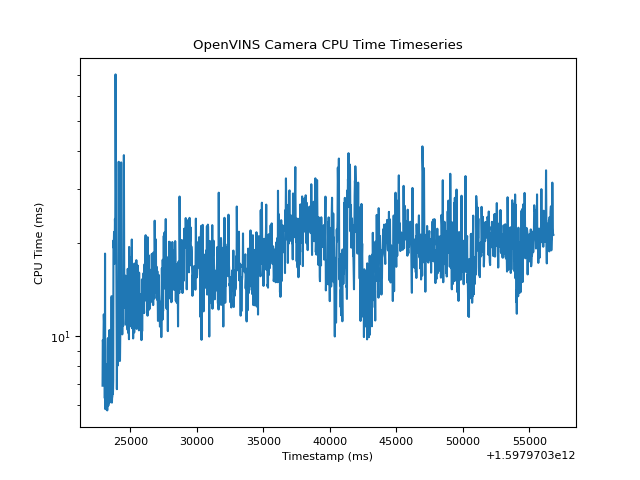 OpenVINS Camera CPU Time Timeseries
CPU Time (ms)
10¹
25000 30000 35000 40000 45000 50000 55000
Timestamp (ms)
+1.5979703e12